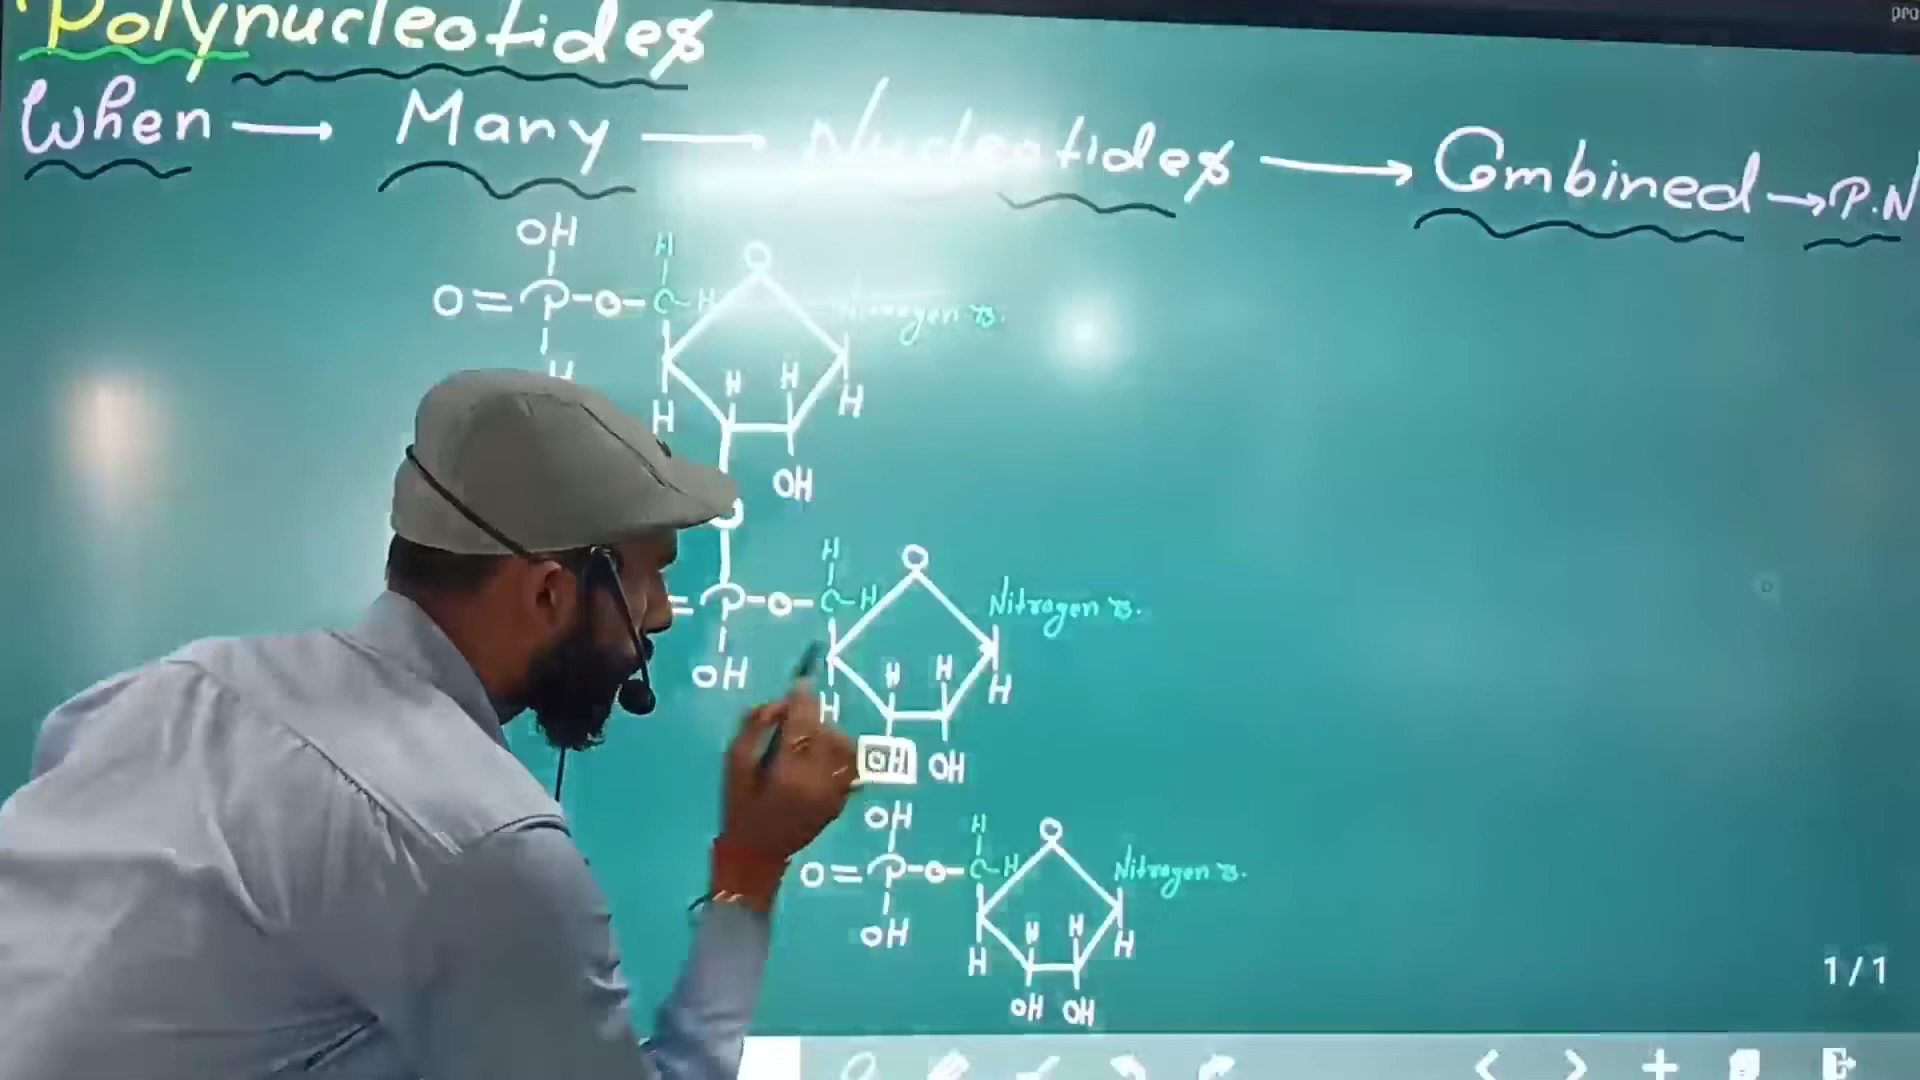 Polynucleotides
When → Many → Nucleotides → Combined → P.N
OH
H
O
O=P-O-C-H
Nitrogen B.
H
H
H
H
OH
H
O
=P-O-C-H
Nitrogen B.
OH
H
H
H
H
OH OH
OH
H
O
O=P-O-C-H
Nitrogen B.
OH
H
H
H
H
OH OH
1/1